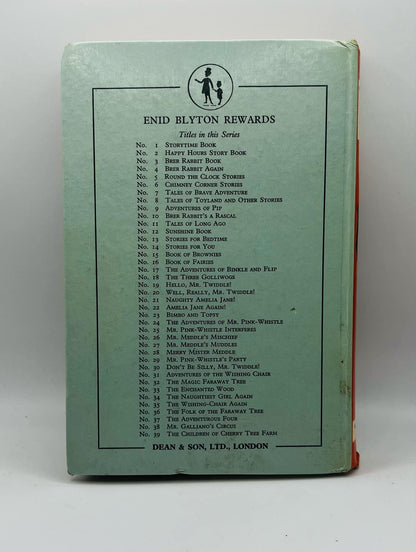 ENID BLYTON REWARDS
Titles in this Series
No. 1 Storytime Book
No. 2 Happy Hours Story Book
No. 3 Brer Rabbit Book
No. 4 Brer Rabbit Again
No. 5 Round the Clock Stories
No. 6 Chimney Corner Stories
No. 7 Tales of Brave Adventure
No. 8 Tales of Toyland and Other Stories
No. 9 Adventures of Pip
No. 10 Brer Rabbit's a Rascal
No. 11 Tales of Long Ago
No. 12 Sunshine Book
No. 13 Stories for Bedtime
No. 14 Stories for You
No. 15 Book of Brownies
No. 16 Book of Fairies
No. 17 The Adventures of Binkle and Flip
No. 18 The Three Golliwogs
No. 19 Hello, Mr. Twiddle!
No. 20 Well, Really, Mr. Twiddle!
No. 21 Naughty Amelia Jane!
No. 22 Amelia Jane Again!
No. 23 Bimbo and Topsy
No. 24 The Adventures of Mr. Pink-Whistle
No. 25 Mr. Pink-Whistle Interferes
No. 26 Mr. Meddle's Mischief
No. 27 Mr. Meddle's Muddles
No. 28 Merry Mister Meddle
No. 29 Mr. Pink-Whistle's Party
No. 30 Don't Be Silly, Mr. Twiddle!
No. 31 Adventures of the Wishing Chair
No. 32 The Magic Faraway Tree
No. 33 The Enchanted Wood
No. 34 The Naughtiest Girl Again
No. 35 The Wishing-Chair Again
No. 36 The Folk of the Faraway Tree
No. 37 The Adventurous Four
No. 38 Mr. Galliano's Circus
No. 39 The Children of Cherry Tree Farm
DEAN & SON, LTD., LONDON